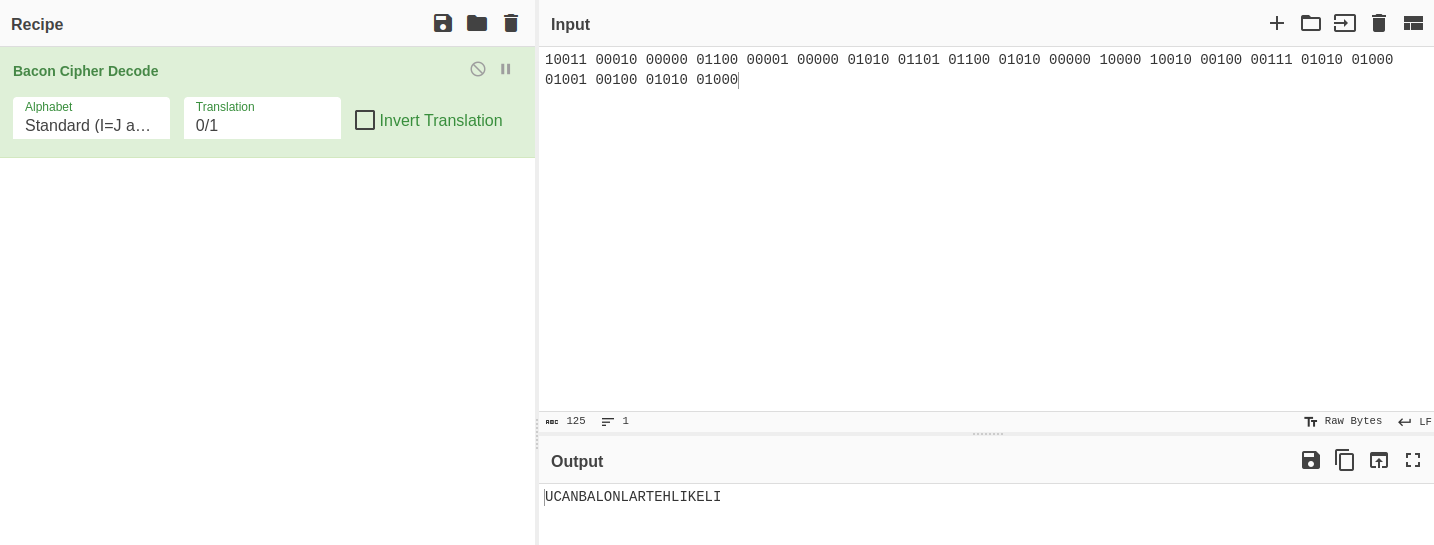 Recipe
Bacon Cipher Decode
Alphabet
Standard (I=J a…
Translation
0/1
Invert Translation
Input
10011 00010 00000 01100 00001 00000 01010 01101 01100 01010 00000 10000 10010 00100 00111 01010 01000
01001 00100 01010 01000
ABC 125 1
Raw Bytes LF
Output
UCANBALONLARTEHLIKELI